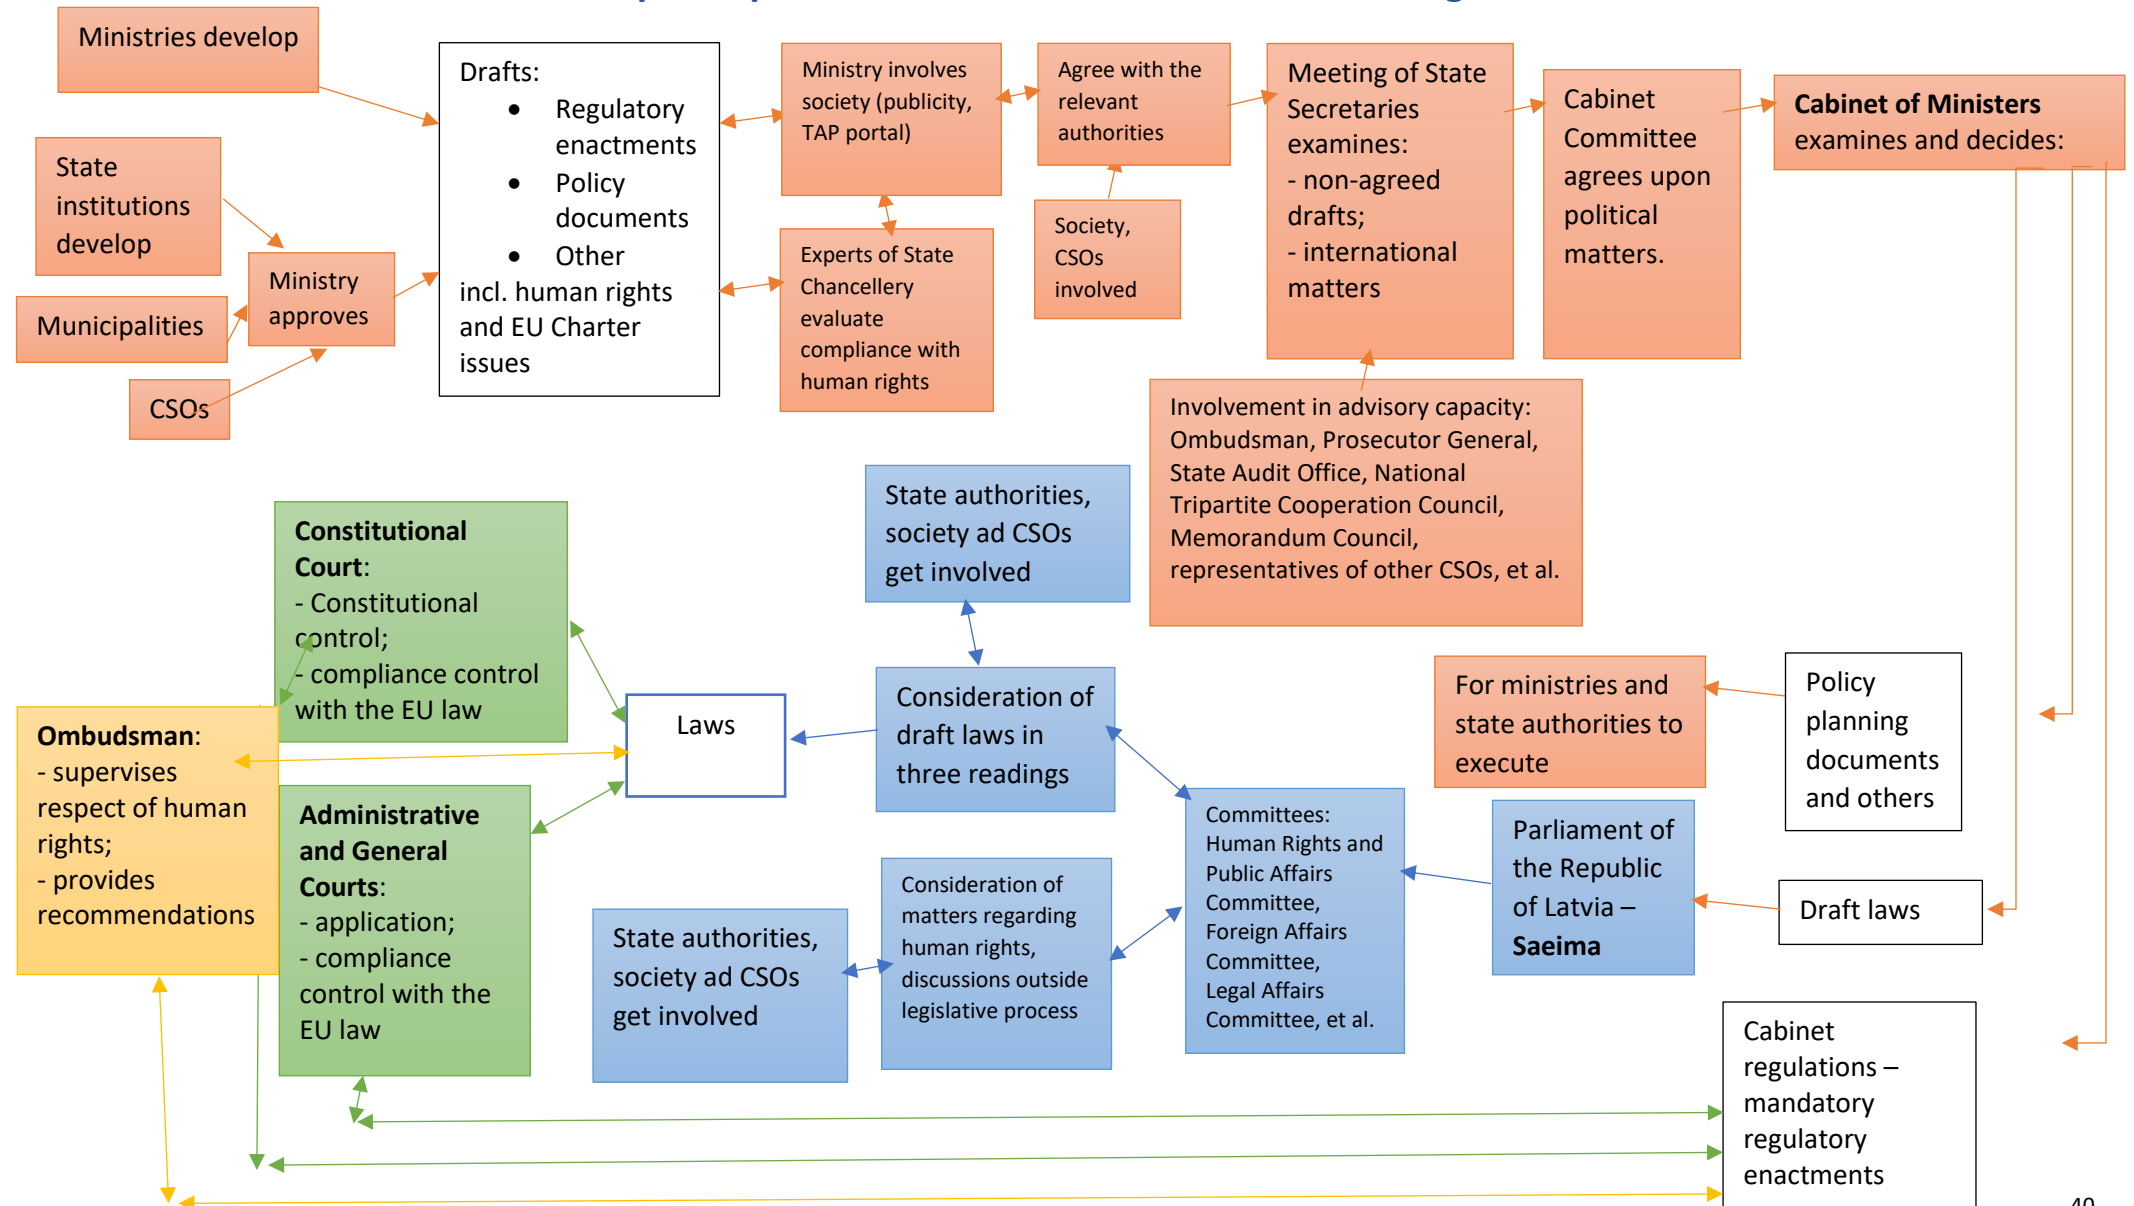 Ministries develop
State
institutions
develop
Municipalities
CSOs
Ministry
approves
Drafts:
• Regulatory
enactments
• Policy
documents
• Other
incl. human rights
and EU Charter
issues
Ministry involves
society (publicity,
TAP portal)
Experts of State
Chancellery
evaluate
compliance with
human rights
Agree with the
relevant
authorities
Society,
CSOs
involved
Meeting of State
Secretaries
examines:
- non-agreed
drafts;
- international
matters
Cabinet
Committee
agrees upon
political
matters.
Cabinet of Ministers
examines and decides:
Involvement in advisory capacity:
Ombudsman, Prosecutor General,
State Audit Office, National
Tripartite Cooperation Council,
Memorandum Council,
representatives of other CSOs, et al.
State authorities,
society ad CSOs
get involved
Constitutional
Court:
- Constitutional
control;
- compliance control
with the EU law
Ombudsman:
- supervises
respect of human
rights;
- provides
recommendations
Administrative
and General
Courts:
- application;
- compliance
control with the
EU law
Laws
Consideration of
draft laws in
three readings
For ministries and
state authorities to
execute
Policy
planning
documents
and others
State authorities,
society ad CSOs
get involved
Consideration of
matters regarding
human rights,
discussions outside
legislative process
Committees:
Human Rights and
Public Affairs
Committee,
Foreign Affairs
Committee,
Legal Affairs
Committee, et al.
Parliament of
the Republic
of Latvia –
Saeima
Draft laws
Cabinet
regulations –
mandatory
regulatory
enactments
40